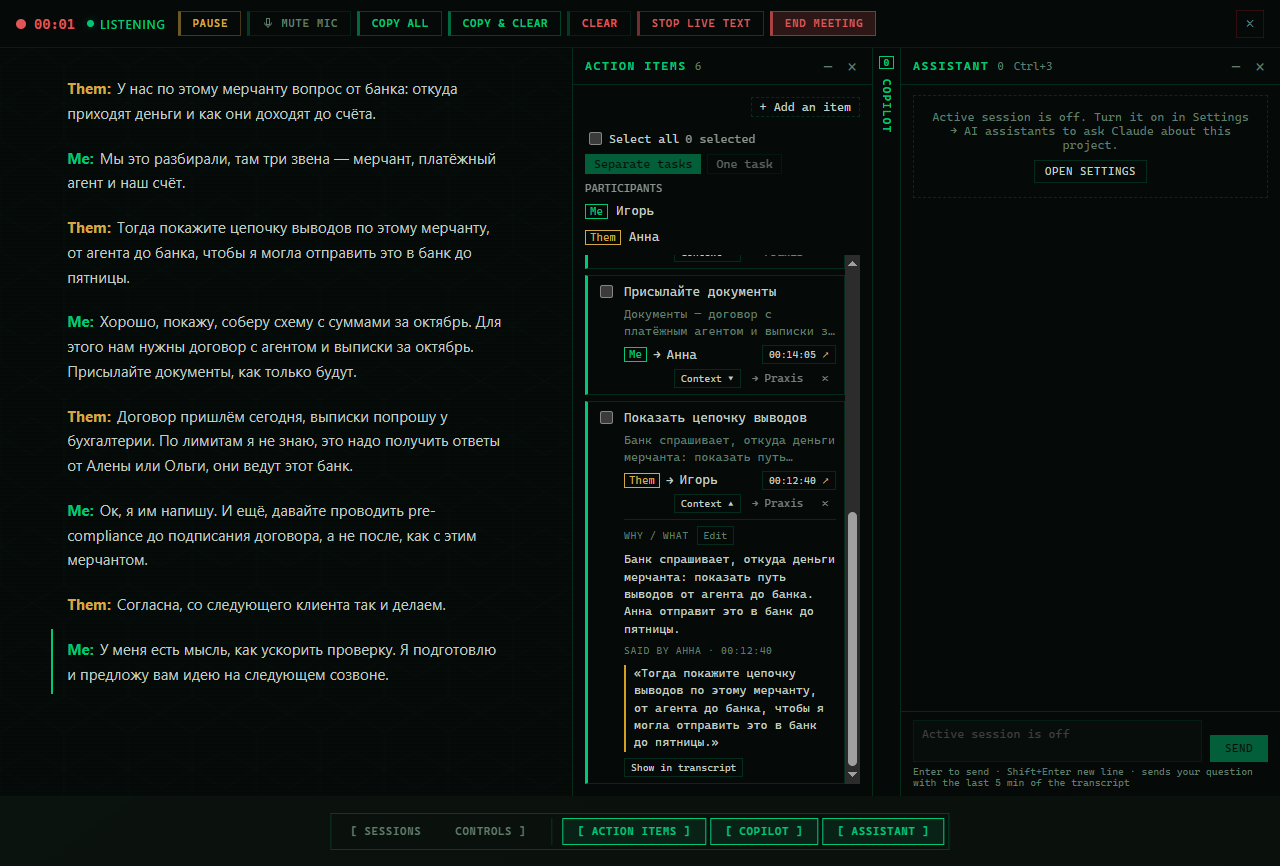 00:01 LISTENING PAUSE MUTE MIC COPY ALL COPY & CLEAR CLEAR STOP LIVE TEXT END MEETING ×
Them: У нас по этому мерчанту вопрос от банка: откуда
приходят деньги и как они доходят до счёта.
Me: Мы это разбирали, там три звена — мерчант, платёжный
агент и наш счёт.
Them: Тогда покажите цепочку выводов по этому мерчанту,
от агента до банка, чтобы я могла отправить это в банк до
пятницы.
Me: Хорошо, покажу, соберу схему с суммами за октябрь. Для
этого нам нужны договор с агентом и выписки за октябрь.
Присылайте документы, как только будут.
Them: Договор пришлём сегодня, выписки попрошу у
бухгалтерии. По лимитам я не знаю, это надо получить ответы
от Алены или Ольги, они ведут этот банк.
Me: Ок, я им напишу. И ещё, давайте проводить pre-
compliance до подписания договора, а не после, как с этим
мерчантом.
Them: Согласна, со следующего клиента так и делаем.
Me: У меня есть мысль, как ускорить проверку. Я подготовлю
и предложу вам идею на следующем созвоне.
ACTION ITEMS 6 — ×
+ Add an item
Select all 0 selected
Separate tasks One task
PARTICIPANTS
Me Игорь
Them Анна
Присылайте документы
Документы — договор с
платёжным агентом и выписки з…
Me → Анна 00:14:05 ↗
Context ▾ → Praxis ×
Показать цепочку выводов
Банк спрашивает, откуда деньги
мерчанта: показать путь…
Them → Игорь 00:12:40 ↗
Context ▴ → Praxis ×
WHY / WHAT Edit
Банк спрашивает, откуда деньги
мерчанта: показать путь
выводов от агента до банка.
Анна отправит это в банк до
пятницы.
SAID BY АННА · 00:12:40
«Тогда покажите цепочку
выводов по этому мерчанту,
от агента до банка, чтобы я
могла отправить это в банк
до пятницы.»
Show in transcript
0 COPILOT
ASSISTANT 0 Ctrl+3 — ×
Active session is off. Turn it on in Settings
→ AI assistants to ask Claude about this
project.
OPEN SETTINGS
Active session is off
SEND
Enter to send · Shift+Enter new line · sends your question
with the last 5 min of the transcript
[ SESSIONS CONTROLS ] [ ACTION ITEMS ] [ COPILOT ] [ ASSISTANT ]